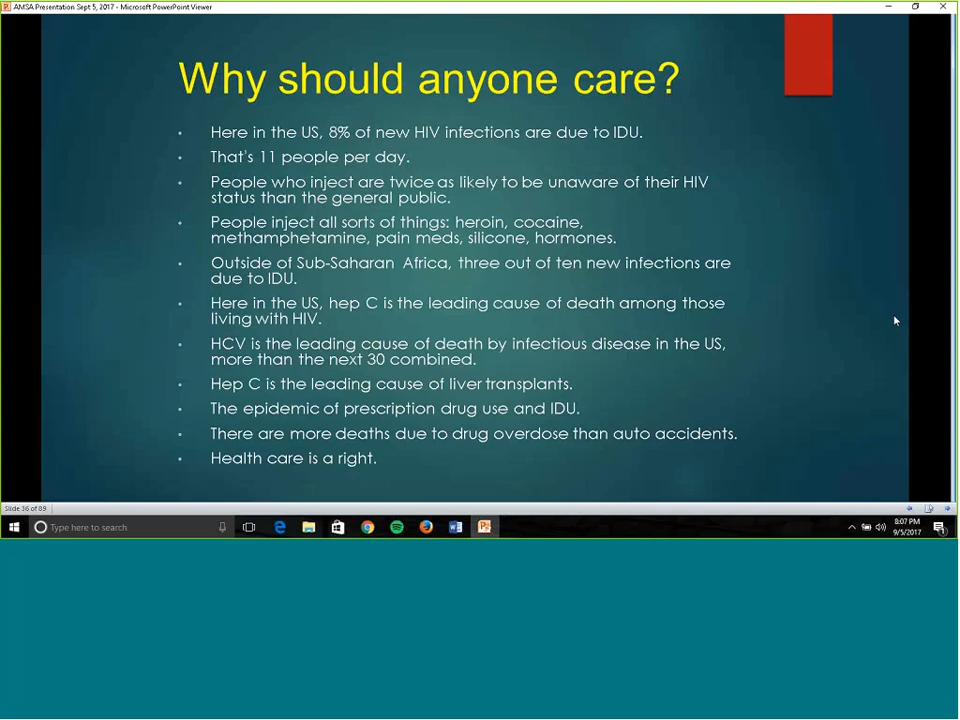 AMSA Presentation Sept 5, 2017 - Microsoft PowerPoint Viewer
Why should anyone care?
Here in the US, 8% of new HIV infections are due to IDU.
That's 11 people per day.
People who inject are twice as likely to be unaware of their HIV
status than the general public.
People inject all sorts of things: heroin, cocaine,
methamphetamine, pain meds, silicone, hormones.
Outside of Sub-Saharan Africa, three out of ten new infections are
due to IDU.
Here in the US, hep C is the leading cause of death among those
living with HIV.
HCV is the leading cause of death by infectious disease in the US,
more than the next 30 combined.
Hep C is the leading cause of liver transplants.
The epidemic of prescription drug use and IDU.
There are more deaths due to drug overdose than auto accidents.
Health care is a right.
Slide 36 of 89
Type here to search
8:07 PM
9/5/2017